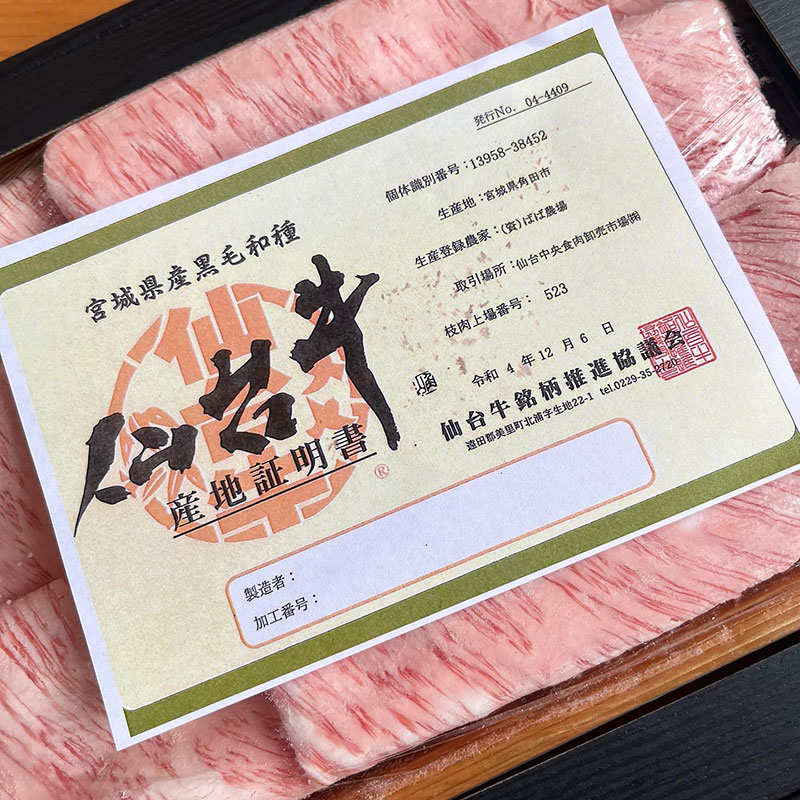 発行No. 04-4409
個体識別番号：13958-38452
生産地：宮城県角田市
生産登録農家：(資)ぱぱ農場
取引場所：仙台中央食肉卸売市場㈱
枝肉上場番号： 523
令和 4 年 12 月 6 日
仙台牛銘柄推進協議会
遠田郡美里町北浦字生地22-1 tel.0229-35-2720
宮城県産黒毛和種
仙台牛
産地証明書
®
製造者：
加工番号：